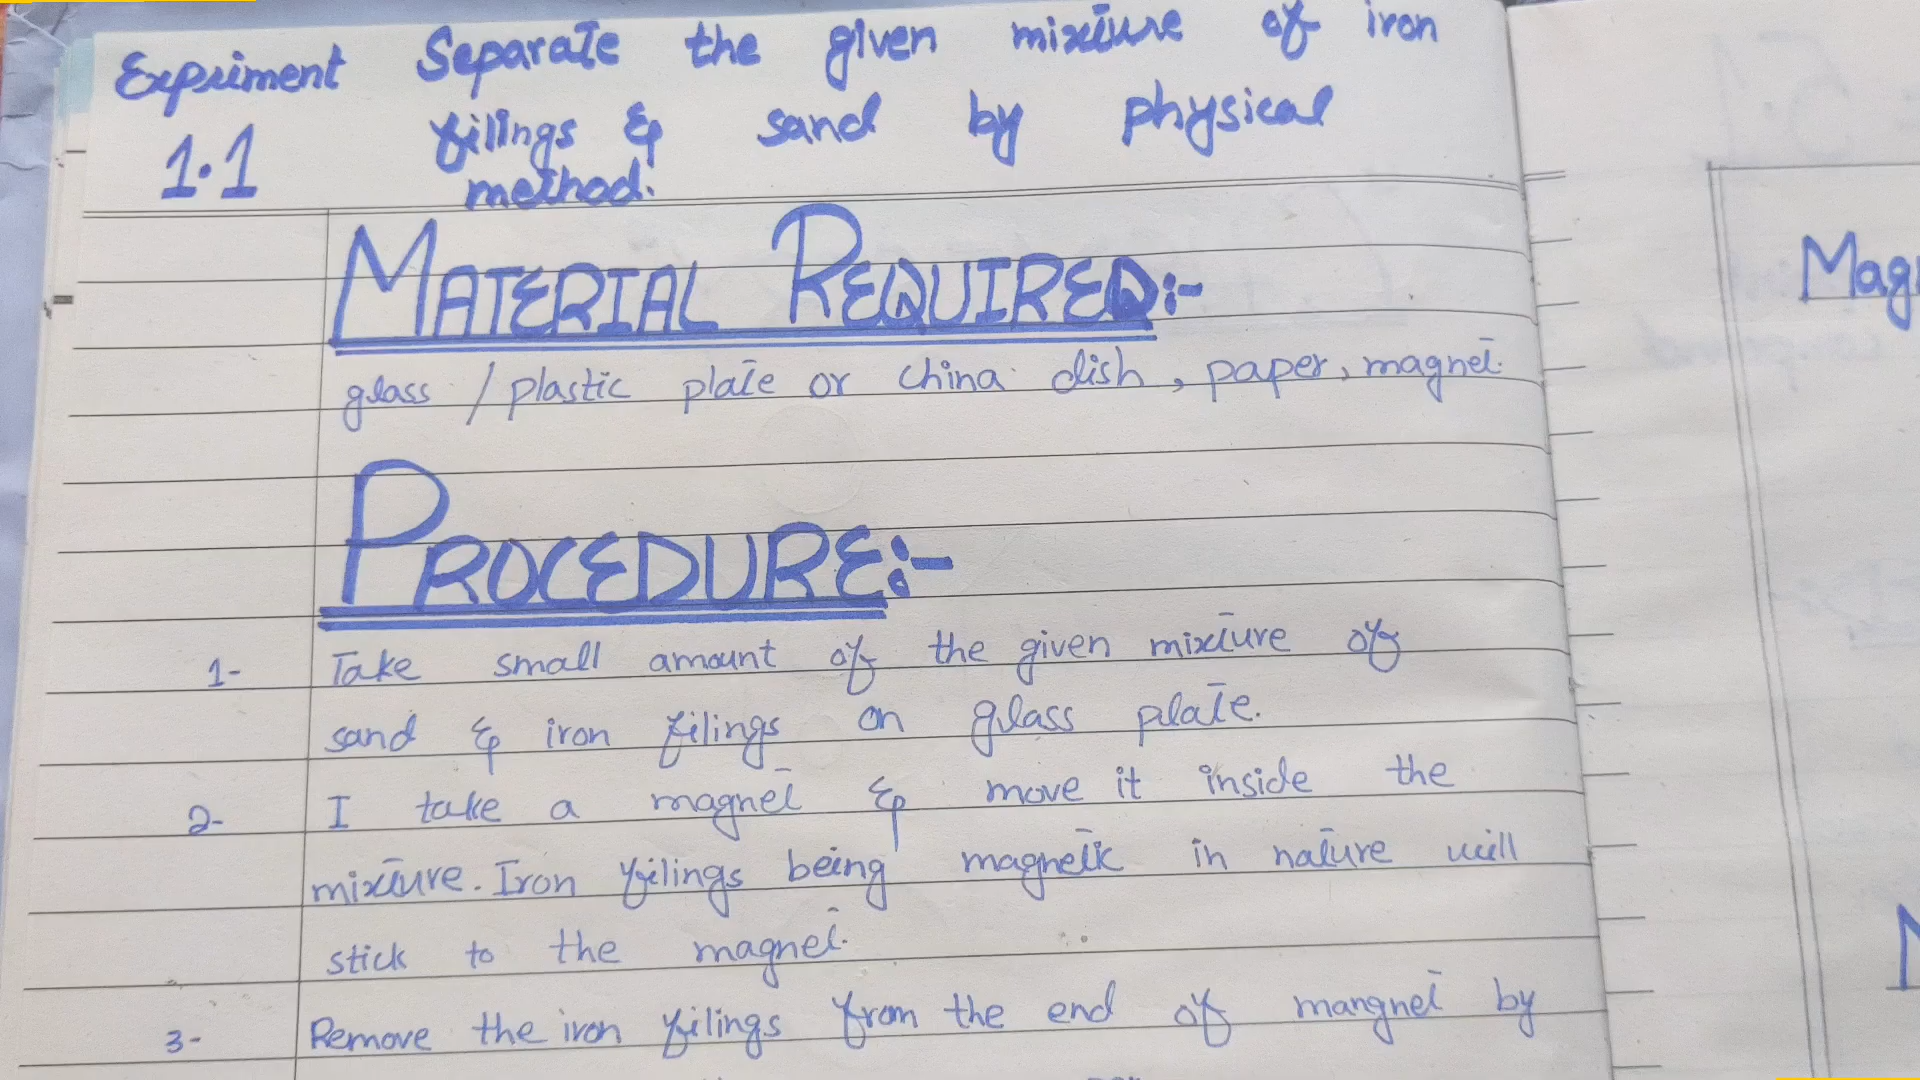 Experiment Separate the given mixture of iron
1.1 filings & sand by physical
method.
MATERIAL REQUIRED:-
glass / plastic plate or china dish, paper, magnet.
PROCEDURE:-
1- Take small amount of the given mixture of
sand & iron filings on glass plate.
2- I take a magnet & move it inside the
mixture. Iron filings being magnetic in nature will
stick to the magnet.
3- Remove the iron filings from the end of mangnet by
Mag